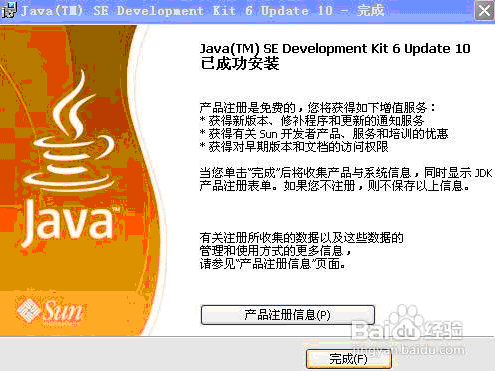 Java(TM) SE Development Kit 6 Update 10 - 完成
Java(TM) SE Development Kit 6 Update 10
已成功安装
产品注册是免费的，您将获得如下增值服务：
* 获得新版本、修补程序和更新的通知服务
* 获得有关 Sun 开发者产品、服务和培训的优惠
* 获得对早期版本和文档的访问权限
当您单击“完成”后将收集产品与系统信息，同时显示 JDK
产品注册表单。如果您不注册，则不保存以上信息。
Java™
有关注册所收集的数据以及这些数据的
管理和使用方式的更多信息，
请参见“产品注册信息”页面。
Sun
产品注册信息(P)
Baidu经验
jingyan.baidu.com
完成(F)